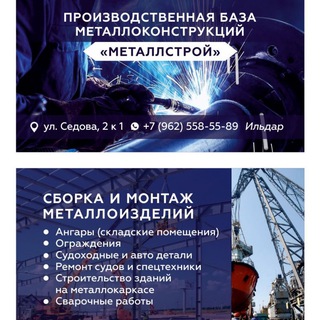 ПРОИЗВОДСТВЕННАЯ БАЗА
МЕТАЛЛОКОНСТРУКЦИЙ
«МЕТАЛЛСТРОЙ»
ул. Седова, 2 к 1 +7 (962) 558-55-89 Ильдар
СБОРКА И МОНТАЖ
МЕТАЛЛОИЗДЕЛИЙ
• Ангары (складские помещения)
• Ограждения
• Судоходные и авто детали
• Ремонт судов и спецтехники
• Строительство зданий
на металлокаркасе
• Сварочные работы